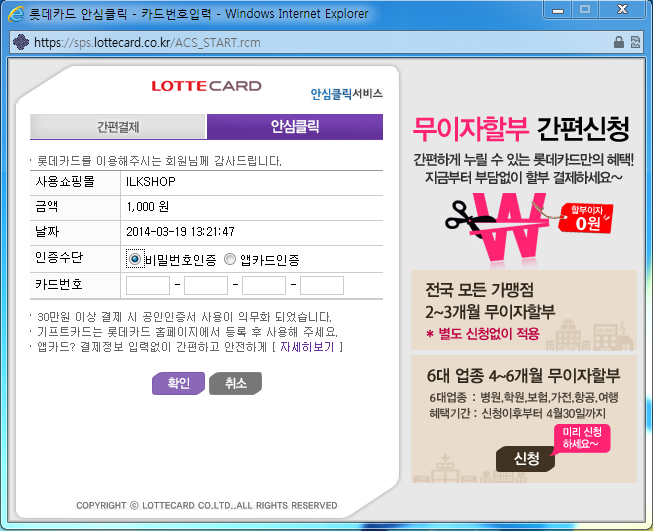 롯데카드 안심클릭 - 카드번호입력 - Windows Internet Explorer
https://sps.lottecard.co.kr/ACS_START.rcm
LOTTECARD
안심클릭서비스
간편결제
안심클릭
· 롯데카드를 이용해주시는 회원님께 감사드립니다.
사용쇼핑몰 ILKSHOP
금액 1,000 원
날짜 2014-03-19 13:21:47
인증수단 비밀번호인증 앱카드인증
카드번호 - - -
· 30만원 이상 결제 시 공인인증서 사용이 의무화 되었습니다.
· 기프트카드는 롯데카드 홈페이지에서 등록 후 사용해 주세요.
· 앱카드? 결제정보 입력없이 간편하고 안전하게 [ 자세히보기 ]
확인 취소
COPYRIGHT ⓒ LOTTECARD CO.LTD..ALL RIGHTS RESERVED
무이자할부 간편신청
간편하게 누릴 수 있는 롯데카드만의 혜택!
지금부터 부담없이 할부 결제하세요~
W
할부이자
0원
전국 모든 가맹점
2~3개월 무이자할부
* 별도 신청없이 적용
6대 업종 4~6개월 무이자할부
6대업종 : 병원,학원,보험,가전,항공,여행
혜택기간 : 신청이후부터 4월30일까지
미리 신청
하세요~
신청